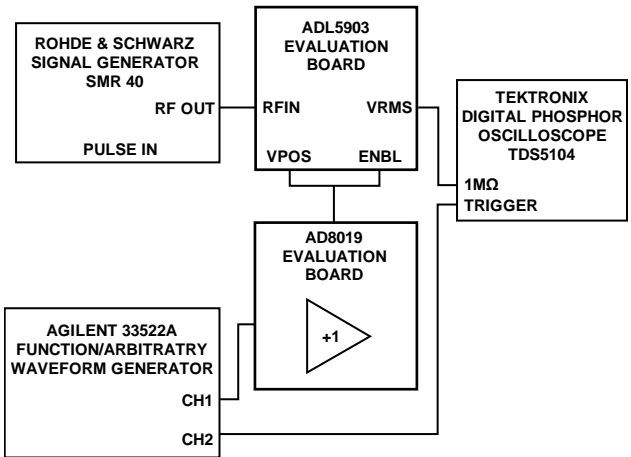 ROHDE & SCHWARZ
SIGNAL GENERATOR
SMR 40
RF OUT
PULSE IN
ADL5903
EVALUATION
BOARD
RFIN
VRMS
VPOS
ENBL
TEKTRONIX
DIGITAL PHOSPHOR
OSCILLOSCOPE
TDS5104
1MΩ
TRIGGER
AD8019
EVALUATION
BOARD
+1
AGILENT 33522A
FUNCTION/ARBITRATRY
WAVEFORM GENERATOR
CH1
CH2